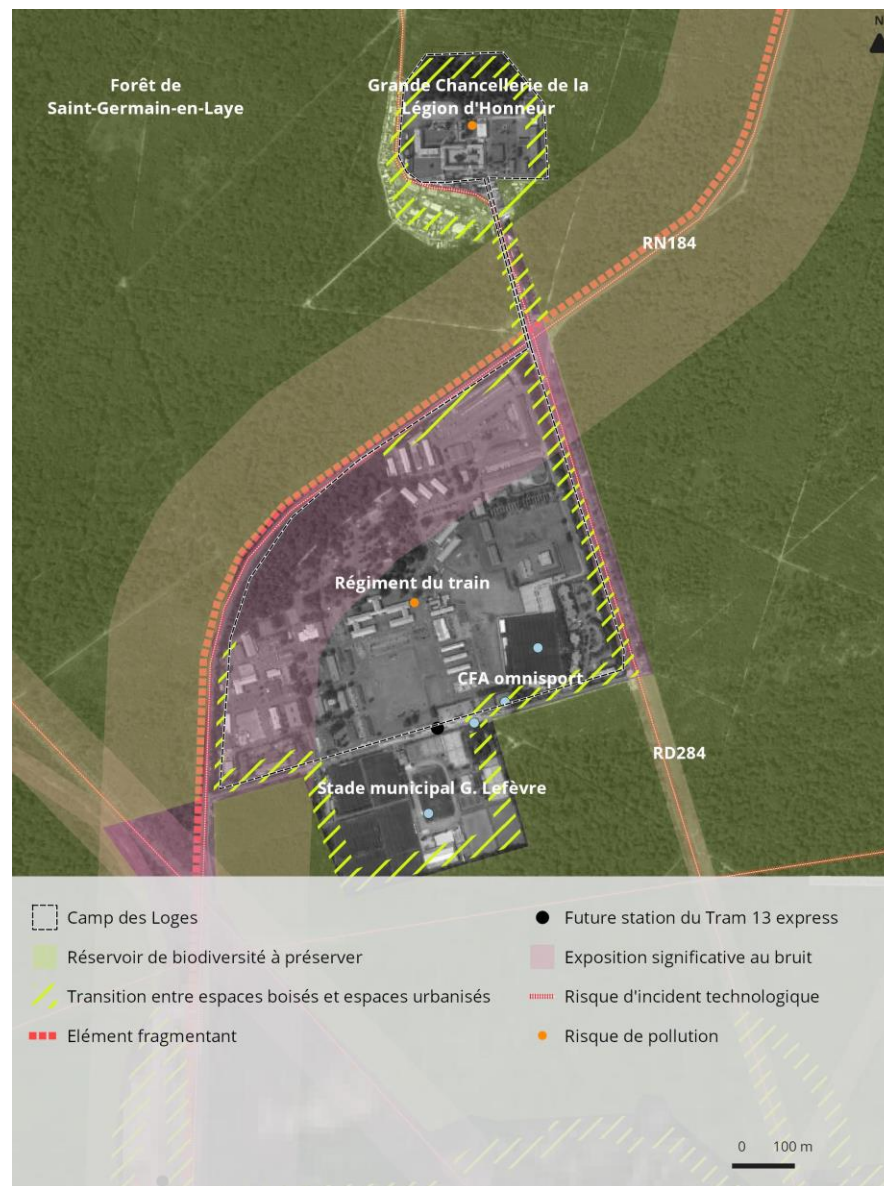 N
Forêt de
Saint-Germain-en-Laye
Grande Chancellerie de la
Légion d'Honneur
RN184
Régiment du train
CFA omnisport
RD284
Stade municipal G. Lefèvre
Camp des Loges
Réservoir de biodiversité à préserver
Transition entre espaces boisés et espaces urbanisés
Elément fragmentant
Future station du Tram 13 express
Exposition significative au bruit
Risque d'incident technologique
Risque de pollution
0 100 m